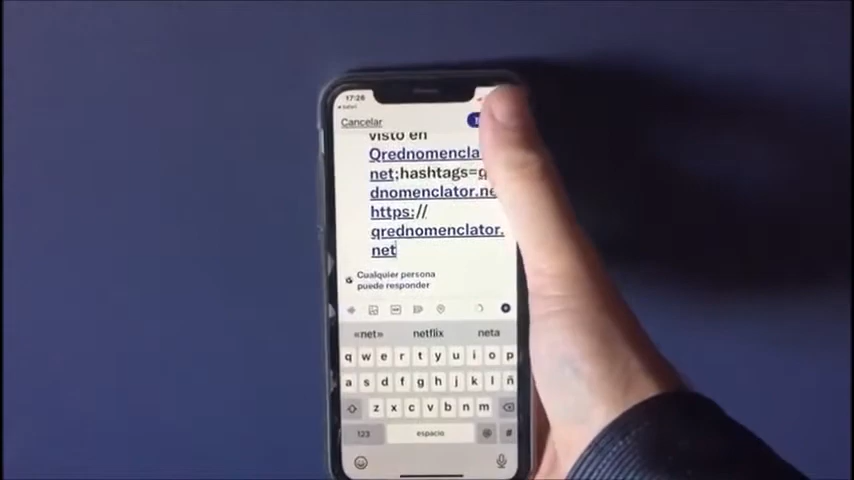 17:26
Safari
Cancelar
visto en
Qrednomencla
net;hashtags=q
dnomenclator.ne
https://
qrednomenclator.
net
Cualquier persona
puede responder
«net» netflix neta
q w e r t y u i o p
a s d f g h j k l ñ
z x c v b n m
123 espacio @ #